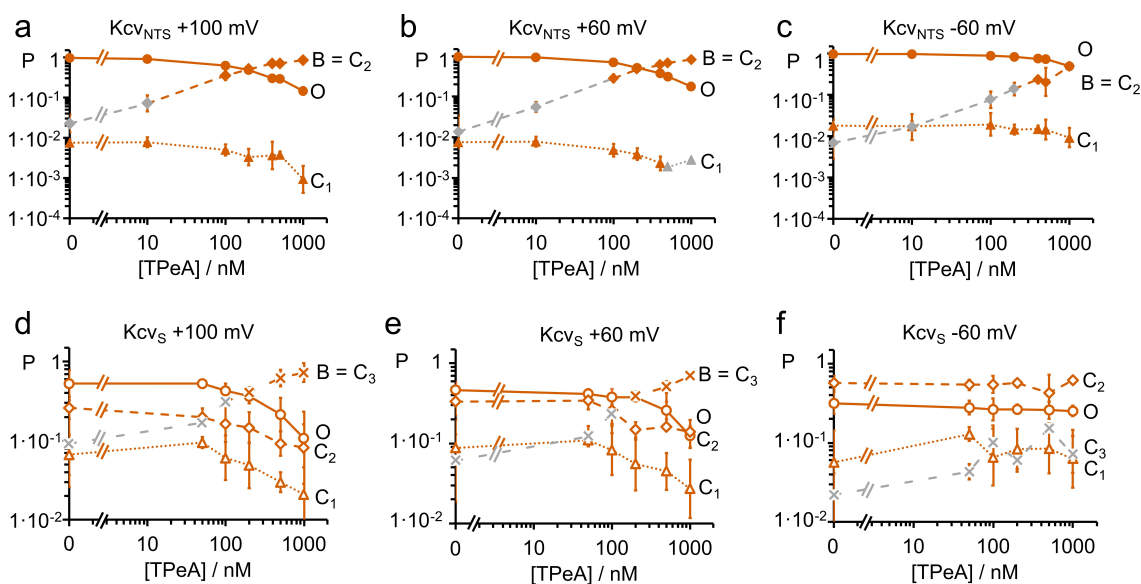 a
Kcv_NTS +100 mV
P
1
1·10^-1
1·10^-2
1·10^-3
1·10^-4
B = C_2
O
C_1
0 10 100 1000
[TPeA] / nM
b
Kcv_NTS +60 mV
P
1
1·10^-1
1·10^-2
1·10^-3
1·10^-4
B = C_2
O
C_1
0 10 100 1000
[TPeA] / nM
c
Kcv_NTS -60 mV
P
1
1·10^-1
1·10^-2
1·10^-3
1·10^-4
O
B = C_2
C_1
0 10 100 1000
[TPeA] / nM
d
Kcv_S +100 mV
P
1
1·10^-1
1·10^-2
B = C_3
O
C_2
C_1
0 10 100 1000
[TPeA] / nM
e
Kcv_S +60 mV
P
1
1·10^-1
1·10^-2
B = C_3
O
C_2
C_1
0 10 100 1000
[TPeA] / nM
f
Kcv_S -60 mV
P
1
1·10^-1
1·10^-2
C_2
O
C_3
C_1
0 10 100 1000
[TPeA] / nM